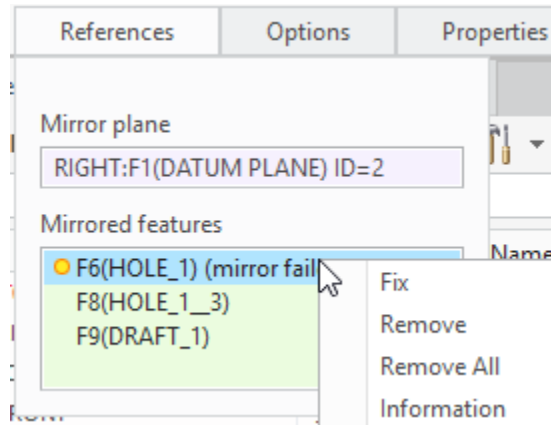 References Options Properties
Mirror plane
RIGHT:F1(DATUM PLANE) ID=2
Mirrored features
Name
F6(HOLE_1) (mirror fail
F8(HOLE_1__3)
F9(DRAFT_1)
Fix
Remove
Remove All
Information